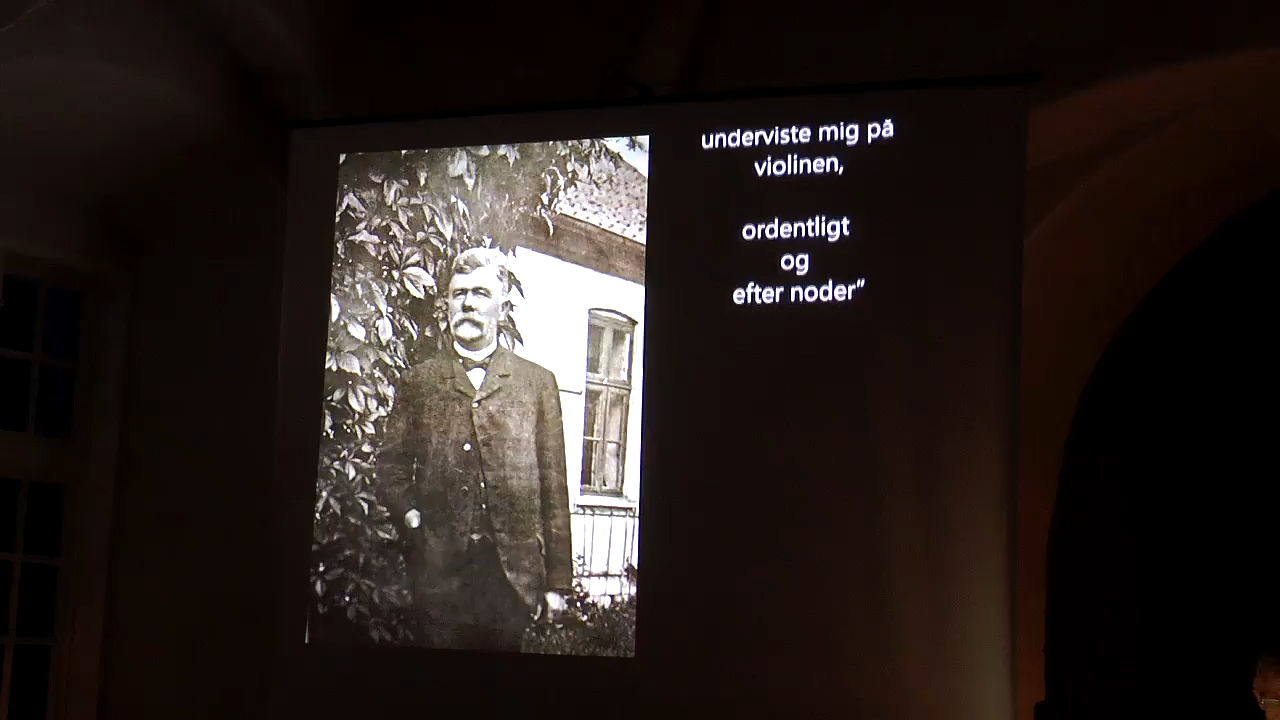 underviste mig på
violinen,
ordentligt
og
efter noder”